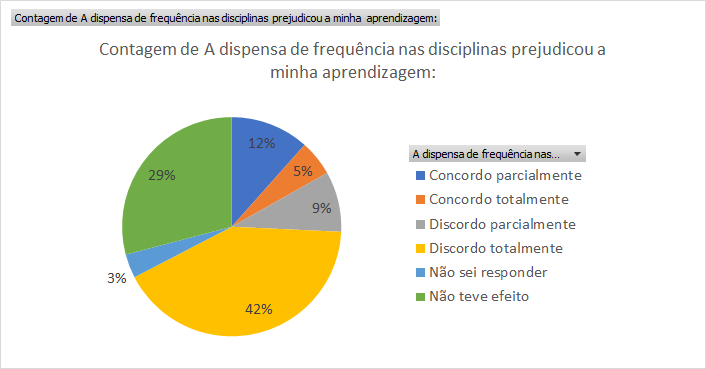 Contagem de A dispensa de frequência nas disciplinas prejudicou a minha aprendizagem:
Contagem de A dispensa de frequência nas disciplinas prejudicou a
minha aprendizagem:
12%
5%
9%
42%
3%
29%
A dispensa de frequência nas...
Concordo parcialmente
Concordo totalmente
Discordo parcialmente
Discordo totalmente
Não sei responder
Não teve efeito